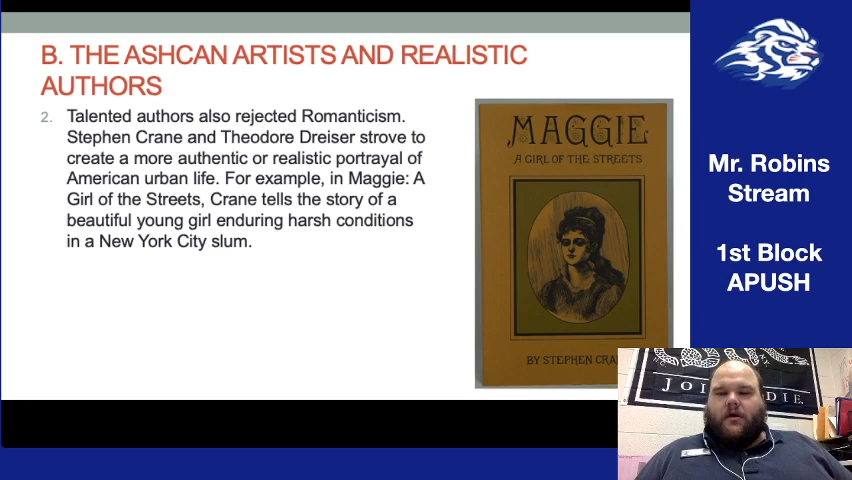 B. THE ASHCAN ARTISTS AND REALISTIC
AUTHORS
2. Talented authors also rejected Romanticism.
Stephen Crane and Theodore Dreiser strove to
create a more authentic or realistic portrayal of
American urban life. For example, in Maggie: A
Girl of the Streets, Crane tells the story of a
beautiful young girl enduring harsh conditions
in a New York City slum.
MAGGIE
A GIRL OF THE STREETS
BY STEPHEN CRA
Mr. Robins
Stream
1st Block
APUSH
JOI DIE.